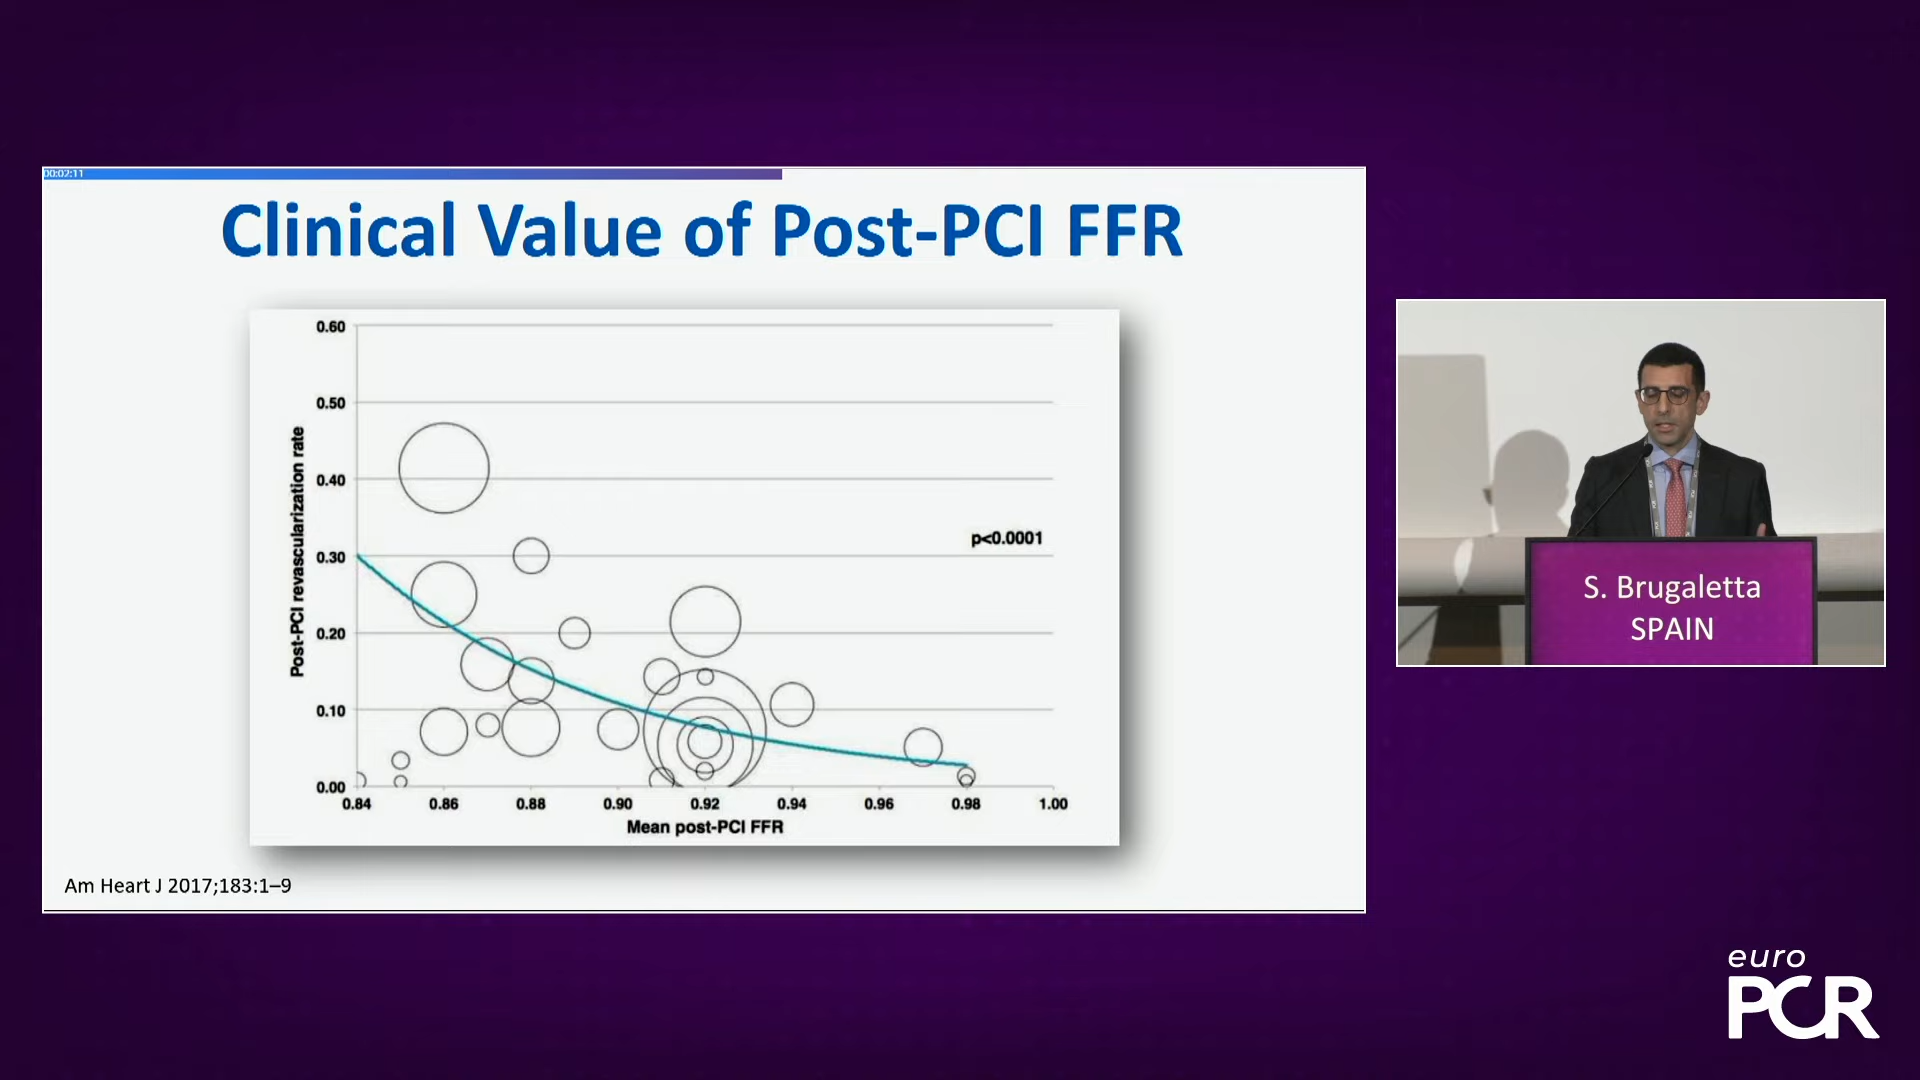 00:02:11
Clinical Value of Post-PCI FFR
0.60
0.50
0.40
0.30
0.20
0.10
0.00
Post-PCI revascularization rate
p<0.0001
0.84 0.86 0.88 0.90 0.92 0.94 0.96 0.98 1.00
Mean post-PCI FFR
Am Heart J 2017;183:1–9
S. Brugaletta
SPAIN
euro
PCR